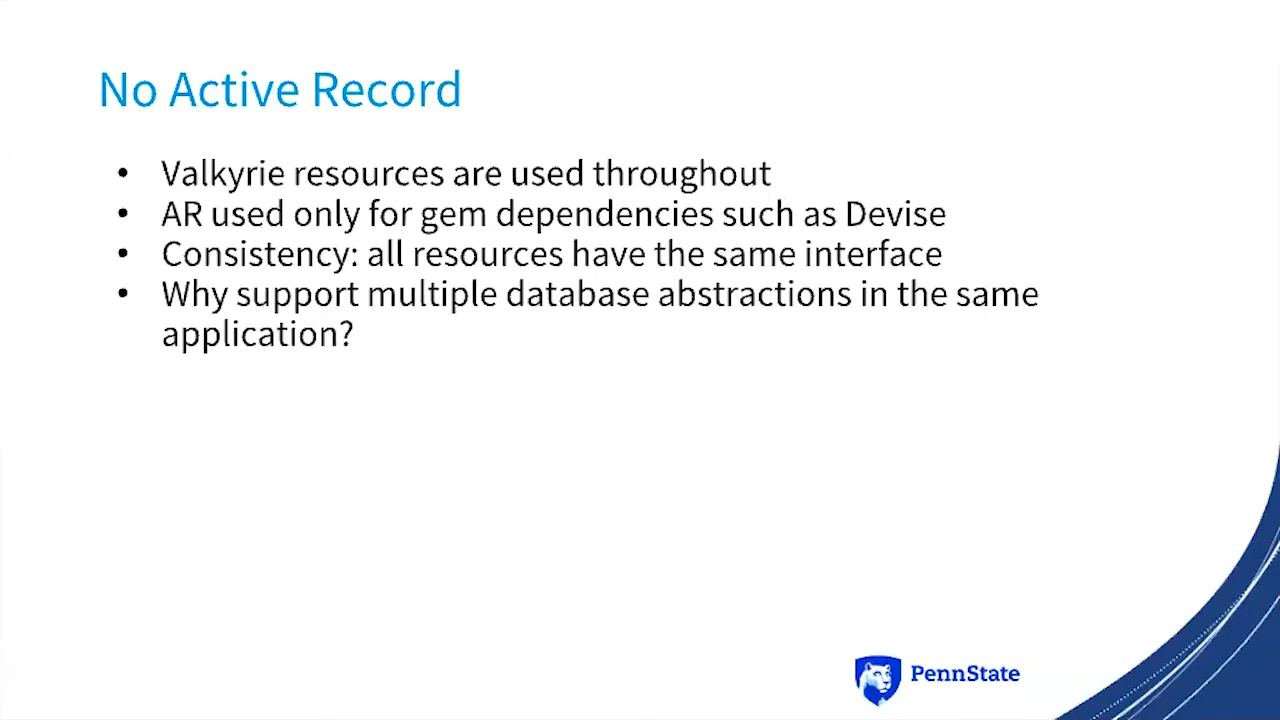 No Active Record
• Valkyrie resources are used throughout
• AR used only for gem dependencies such as Devise
• Consistency: all resources have the same interface
• Why support multiple database abstractions in the same
application?
PennState